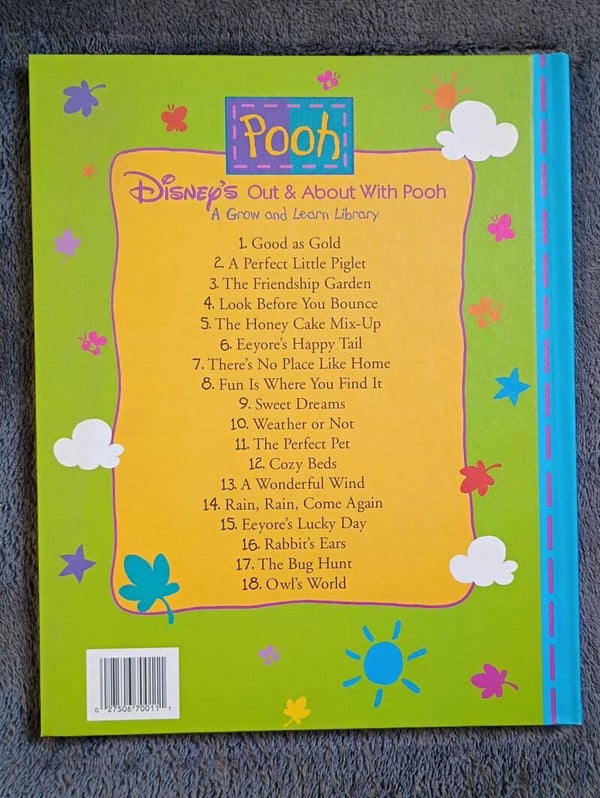 Pooh
Disney's Out & About With Pooh
A Grow and Learn Library
1. Good as Gold
2. A Perfect Little Piglet
3. The Friendship Garden
4. Look Before You Bounce
5. The Honey Cake Mix-Up
6. Eeyore's Happy Tail
7. There's No Place Like Home
8. Fun Is Where You Find It
9. Sweet Dreams
10. Weather or Not
11. The Perfect Pet
12. Cozy Beds
13. A Wonderful Wind
14. Rain, Rain, Come Again
15. Eeyore's Lucky Day
16. Rabbit's Ears
17. The Bug Hunt
18. Owl's World
0 27506 70011 1